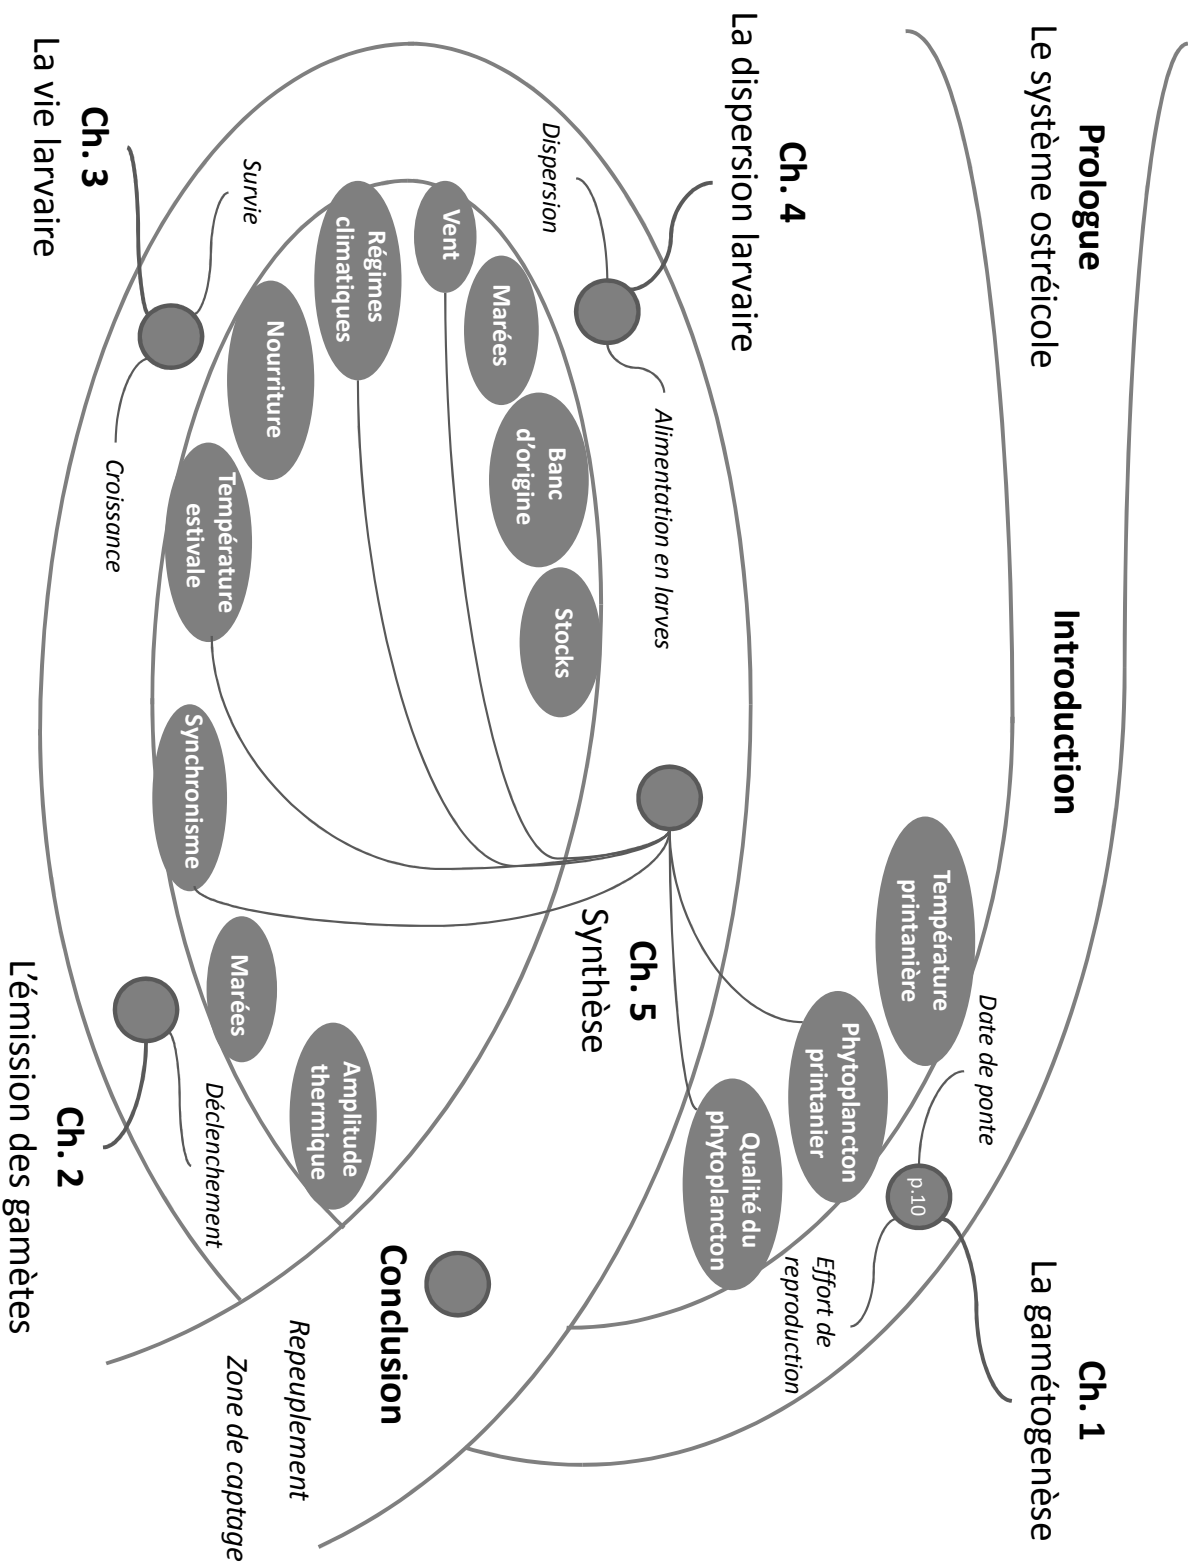 Prologue
Le système ostréicole
Introduction
Ch. 1
La gamétogenèse
Date de ponte
p.10
Effort de
reproduction
Température
printanière
Phytoplancton
printanier
Qualité du
phytoplancton
Ch. 4
La dispersion larvaire
Dispersion
Alimentation en larves
Ch. 5
Synthèse
Vent
Marées
Banc
d’origine
Stocks
Régimes
climatiques
Nourriture
Température
estivale
Synchronisme
Marées
Amplitude
thermique
Survie
Croissance
Ch. 3
La vie larvaire
Déclenchement
Ch. 2
L’émission des gamètes
Conclusion
Repeuplement
Zone de captage